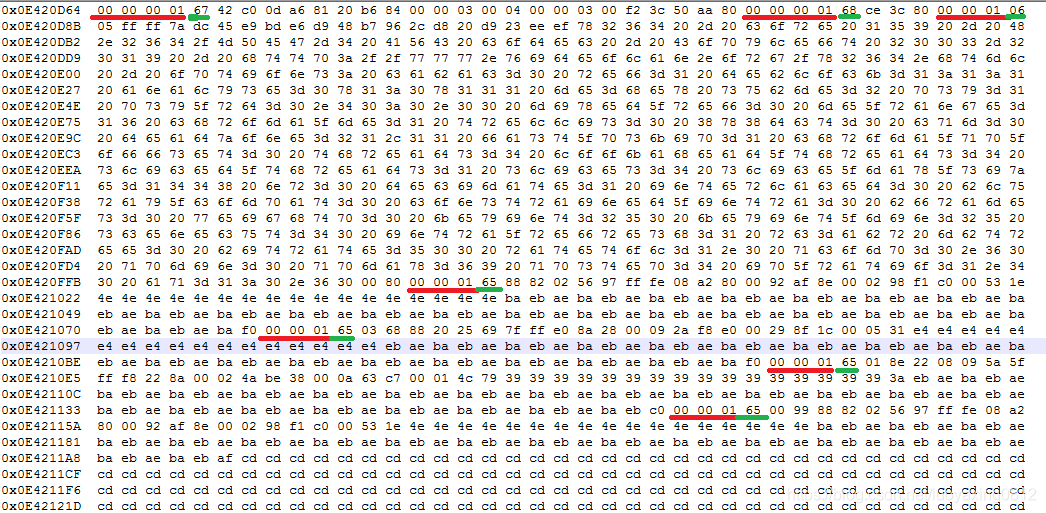 0x0E420D64 00 00 00 01 67 42 c0 0d a6 81 20 b6 84 00 00 03 00 04 00 00 03 00 f2 3c 50 aa 80 00 00 00 01 68 ce 3c 80 00 00 01 06
0x0E420D8B 05 ff ff 7a dc 45 e9 bd e6 d9 48 b7 96 2c d8 20 d9 23 ee ef 78 32 36 34 20 2d 20 63 6f 72 65 20 31 35 39 20 2d 20 48
0x0E420DB2 2e 32 36 34 2f 4d 50 45 47 2d 34 20 41 56 43 20 63 6f 64 65 63 20 2d 20 43 6f 70 79 6c 65 66 74 20 32 30 30 33 2d 32
0x0E420DD9 30 31 39 20 2d 20 68 74 74 70 3a 2f 2f 77 77 77 2e 76 69 64 65 6f 6c 61 6e 2e 6f 72 67 2f 78 32 36 34 2e 68 74 6d 6c
0x0E420E00 20 2d 20 6f 70 74 69 6f 6e 73 3a 20 63 61 62 61 63 3d 30 20 72 65 66 3d 31 20 64 65 62 6c 6f 63 6b 3d 31 3a 31 3a 31
0x0E420E27 20 61 6e 61 6c 79 73 65 3d 30 78 31 3a 30 78 31 31 31 20 6d 65 3d 68 65 78 20 73 75 62 6d 65 3d 32 20 70 73 79 3d 31
0x0E420E4E 20 70 73 79 5f 72 64 3d 30 2e 34 30 3a 30 2e 30 30 20 6d 69 78 65 64 5f 72 65 66 3d 30 20 6d 65 5f 72 61 6e 67 65 3d
0x0E420E75 31 36 20 63 68 72 6f 6d 61 5f 6d 65 3d 31 20 74 72 65 6c 6c 69 73 3d 30 20 38 78 38 64 63 74 3d 30 20 63 71 6d 3d 30
0x0E420E9C 20 64 65 61 64 7a 6f 6e 65 3d 32 31 2c 31 31 20 66 61 73 74 5f 70 73 6b 69 70 3d 31 20 63 68 72 6f 6d 61 5f 71 70 5f
0x0E420EC3 6f 66 66 73 65 74 3d 30 20 74 68 72 65 61 64 73 3d 34 20 6c 6f 6f 6b 61 68 65 61 64 5f 74 68 72 65 61 64 73 3d 34 20
0x0E420EEA 73 6c 69 63 65 64 5f 74 68 72 65 61 64 73 3d 31 20 73 6c 69 63 65 73 3d 34 20 73 6c 69 63 65 5f 6d 61 78 5f 73 69 7a
0x0E420F11 65 3d 31 34 34 38 20 6e 72 3d 30 20 64 65 63 69 6d 61 74 65 3d 31 20 69 6e 74 65 72 6c 61 63 65 64 3d 30 20 62 6c 75
0x0E420F38 72 61 79 5f 63 6f 6d 70 61 74 3d 30 20 63 6f 6e 73 74 72 61 69 6e 65 64 5f 69 6e 74 72 61 3d 30 20 62 66 72 61 6d 65
0x0E420F5F 73 3d 30 20 77 65 69 67 68 74 70 3d 30 20 6b 65 79 69 6e 74 3d 32 35 30 20 6b 65 79 69 6e 74 5f 6d 69 6e 3d 32 35 20
0x0E420F86 73 63 65 6e 65 63 75 74 3d 34 30 20 69 6e 74 72 61 5f 72 65 66 72 65 73 68 3d 31 20 72 63 3d 61 62 72 20 6d 62 74 72
0x0E420FAD 65 65 3d 30 20 62 69 74 72 61 74 65 3d 35 30 30 20 72 61 74 65 74 6f 6c 3d 31 2e 30 20 71 63 6f 6d 70 3d 30 2e 36 30
0x0E420FD4 20 71 70 6d 69 6e 3d 30 20 71 70 6d 61 78 3d 36 39 20 71 70 73 74 65 70 3d 34 20 69 70 5f 72 61 74 69 6f 3d 31 2e 34
0x0E420FFB 30 20 61 71 3d 61 3a 30 2e 36 30 00 80 00 00 01 65 88 82 02 56 97 ff fe 08 a2 80 00 92 af 8e 00 02 98 f1 c0 00 53 1e
0x0E421022 4e 4e 4e 4e 4e 4e 4e 4e 4e 4e 4e 4e 4e 4e 4e 4e 4e ba eb ae ba eb ae ba eb ae ba eb ae ba eb ae ba eb ae ba eb ae ba
0x0E421049 eb ae ba eb ae ba eb ae ba eb ae ba eb ae ba eb ae ba eb ae ba eb ae ba eb ae ba eb ae ba eb ae ba eb ae ba eb ae ba
0x0E421070 eb ae ba eb ae ba f0 00 00 01 65 03 68 88 20 25 69 7f ff e0 8a 28 00 09 2a f8 e0 00 29 8f 1c 00 05 31 e4 e4 e4 e4 e4
0x0E421097 e4 e4 e4 e4 e4 e4 e4 e4 e4 e4 e4 e4 eb ae ba eb ae ba eb ae ba eb ae ba eb ae ba eb ae ba eb ae ba eb ae ba eb ae ba
0x0E4210BE eb ae ba eb ae ba eb ae ba eb ae ba eb ae ba eb ae ba eb ae ba eb ae ba eb ae ba f0 00 00 01 65 01 8e 22 08 09 5a 5f
0x0E4210E5 ff f8 22 8a 00 02 4a be 38 00 0a 63 c7 00 01 4c 79 39 39 39 39 39 39 39 39 39 39 39 39 39 39 39 39 3a eb ae ba eb ae
0x0E42110C ba eb ae ba eb ae ba eb ae ba eb ae ba eb ae ba eb ae ba eb ae ba eb ae ba eb ae ba eb ae ba eb ae ba eb ae ba eb ae
0x0E421133 ba eb ae ba eb ae ba eb ae ba eb ae ba eb ae ba eb ae ba eb ae ba eb c0 00 00 01 65 00 99 88 82 02 56 97 ff fe 08 a2
0x0E42115A 80 00 92 af 8e 00 02 98 f1 c0 00 53 1e 4e 4e 4e 4e 4e 4e 4e 4e 4e 4e 4e 4e 4e 4e 4e 4e 4e ba eb ae ba eb ae ba eb ae
0x0E421181 ba eb ae ba eb ae ba eb ae ba eb ae ba eb ae ba eb ae ba eb ae ba eb ae ba eb ae ba eb ae ba eb ae ba eb ae ba eb ae
0x0E4211A8 ba eb ae ba eb af cd cd cd cd cd cd cd cd cd cd cd cd cd cd cd cd cd cd cd cd cd cd cd cd cd cd cd cd cd cd cd cd cd
0x0E4211CF cd cd cd cd cd cd cd cd cd cd cd cd cd cd cd cd cd cd cd cd cd cd cd cd cd cd cd cd cd cd cd cd cd cd cd cd cd cd cd
0x0E4211F6 cd cd cd cd cd cd cd cd cd cd cd cd cd cd cd cd cd cd cd cd cd cd cd cd cd cd cd cd cd cd cd cd cd cd cd cd cd cd cd
0x0E42121D cd cd cd cd cd cd cd cd cd cd cd cd cd cd cd cd cd cd cd cd cd cd cd cd cd cd cd cd cd cd cd cd cd cd cd cd cd cd cd